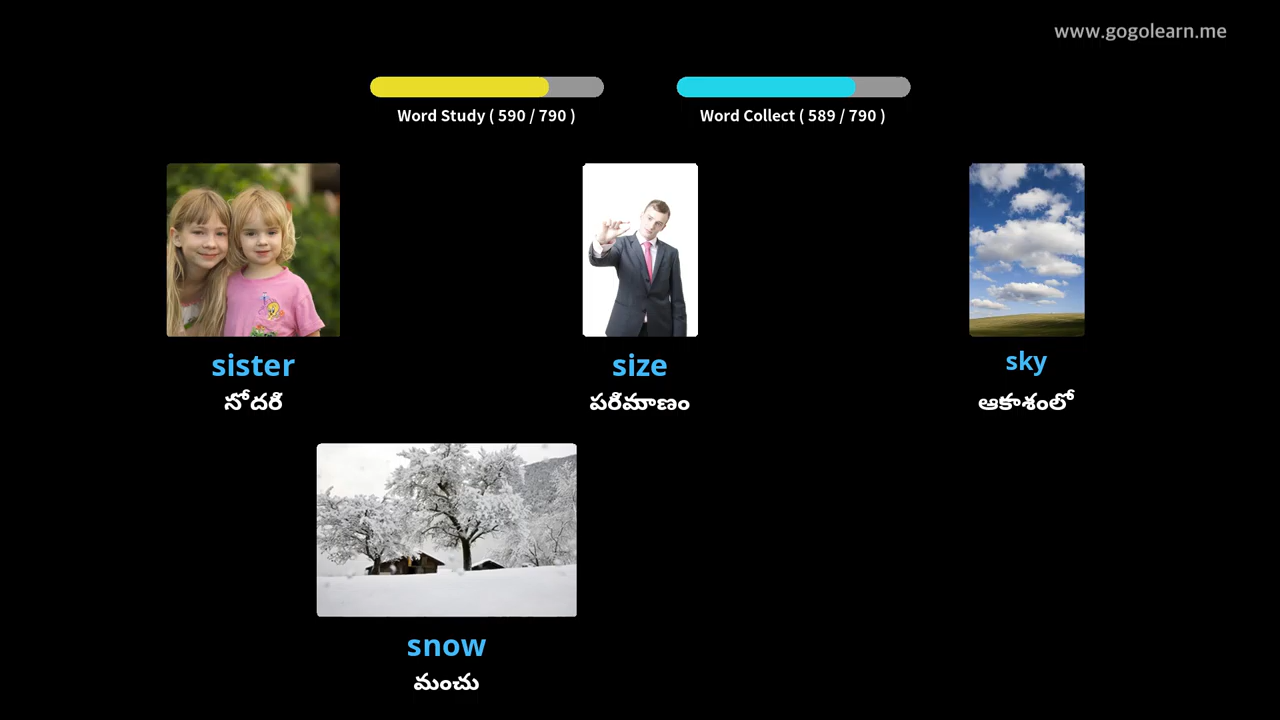 www.gogolearn.me
Word Study ( 590 / 790 )
Word Collect ( 589 / 790 )
sister
సోదరి
size
పరిమాణం
sky
ఆకాశంలో
snow
మంచు